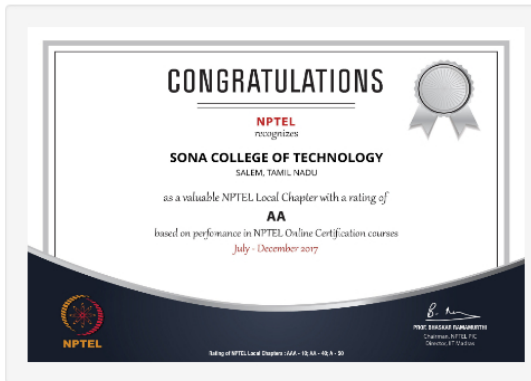 CONGRATULATIONS
NPTEL
recognizes
SONA COLLEGE OF TECHNOLOGY
SALEM, TAMIL NADU
as a valuable NPTEL Local Chapter with a rating of
AA
based on perfomance in NPTEL Online Certification courses
July - December 2017
NPTEL
PROF. BHASKAR RAMAMURTHI
Chairman, NPTEL PIC
Director, IIT Madras
Rating of NPTEL Local Chapters : AAA - 10; AA - 40; A - 50